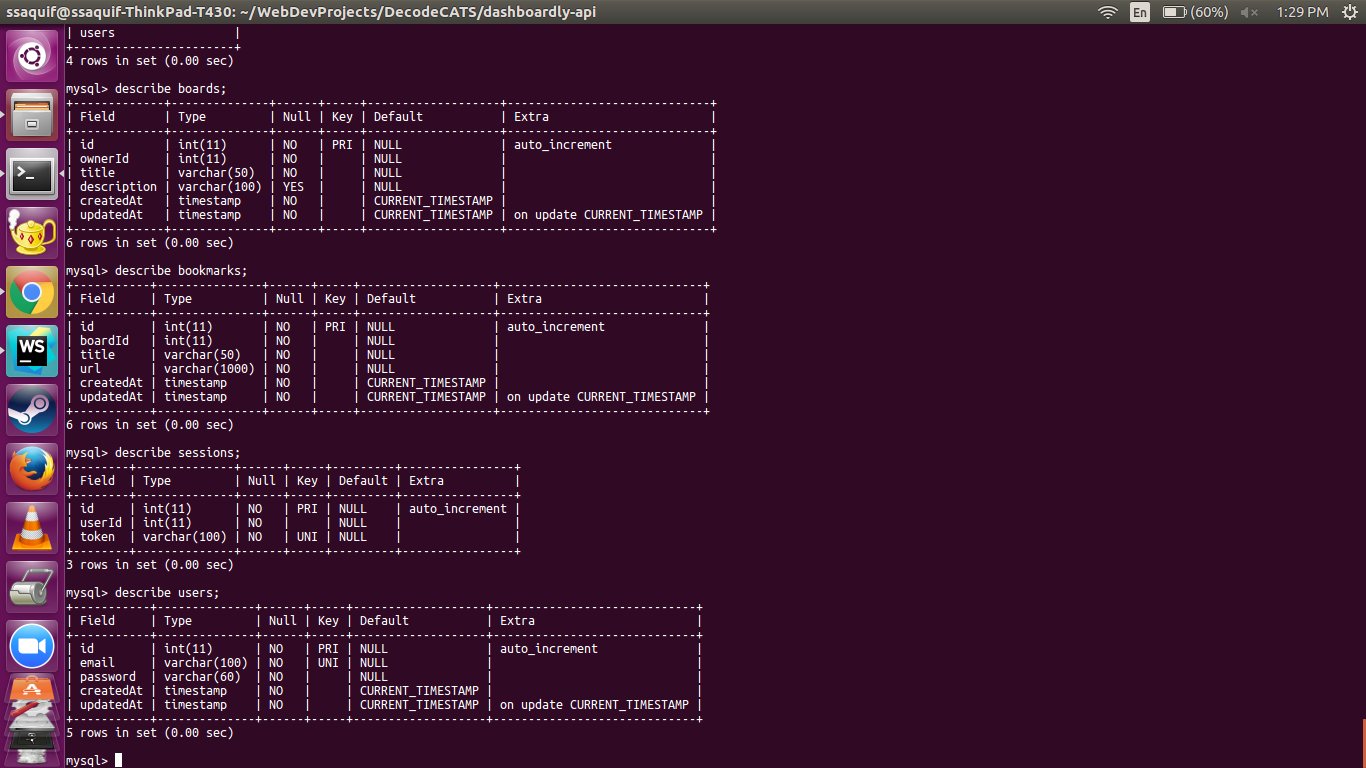 ssaquif@ssaquif-ThinkPad-T430: ~/WebDevProjects/DecodeCATS/dashboardly-api En (60%) 1:29 PM
| users                 |
+-----------------------+
4 rows in set (0.00 sec)

mysql> describe boards;
+-------------+--------------+------+-----+-------------------+-----------------------------+
| Field       | Type         | Null | Key | Default           | Extra                       |
+-------------+--------------+------+-----+-------------------+-----------------------------+
| id          | int(11)      | NO   | PRI | NULL              | auto_increment              |
| ownerId     | int(11)      | NO   |     | NULL              |                             |
| title       | varchar(50)  | NO   |     | NULL              |                             |
| description | varchar(100) | YES  |     | NULL              |                             |
| createdAt   | timestamp    | NO   |     | CURRENT_TIMESTAMP |                             |
| updatedAt   | timestamp    | NO   |     | CURRENT_TIMESTAMP | on update CURRENT_TIMESTAMP |
+-------------+--------------+------+-----+-------------------+-----------------------------+
6 rows in set (0.00 sec)

mysql> describe bookmarks;
+-----------+---------------+------+-----+-------------------+-----------------------------+
| Field     | Type          | Null | Key | Default           | Extra                       |
+-----------+---------------+------+-----+-------------------+-----------------------------+
| id        | int(11)       | NO   | PRI | NULL              | auto_increment              |
| boardId   | int(11)       | NO   |     | NULL              |                             |
| title     | varchar(50)   | NO   |     | NULL              |                             |
| url       | varchar(1000) | NO   |     | NULL              |                             |
| createdAt | timestamp     | NO   |     | CURRENT_TIMESTAMP |                             |
| updatedAt | timestamp     | NO   |     | CURRENT_TIMESTAMP | on update CURRENT_TIMESTAMP |
+-----------+---------------+------+-----+-------------------+-----------------------------+
6 rows in set (0.00 sec)

mysql> describe sessions;
+--------+--------------+------+-----+---------+----------------+
| Field  | Type         | Null | Key | Default | Extra          |
+--------+--------------+------+-----+---------+----------------+
| id     | int(11)      | NO   | PRI | NULL    | auto_increment |
| userId | int(11)      | NO   |     | NULL    |                |
| token  | varchar(100) | NO   | UNI | NULL    |                |
+--------+--------------+------+-----+---------+----------------+
3 rows in set (0.00 sec)

mysql> describe users;
+-----------+--------------+------+-----+-------------------+-----------------------------+
| Field     | Type         | Null | Key | Default           | Extra                       |
+-----------+--------------+------+-----+-------------------+-----------------------------+
| id        | int(11)      | NO   | PRI | NULL              | auto_increment              |
| email     | varchar(100) | NO   | UNI | NULL              |                             |
| password  | varchar(60)  | NO   |     | NULL              |                             |
| createdAt | timestamp    | NO   |     | CURRENT_TIMESTAMP |                             |
| updatedAt | timestamp    | NO   |     | CURRENT_TIMESTAMP | on update CURRENT_TIMESTAMP |
+-----------+--------------+------+-----+-------------------+-----------------------------+
5 rows in set (0.00 sec)

mysql>
WS